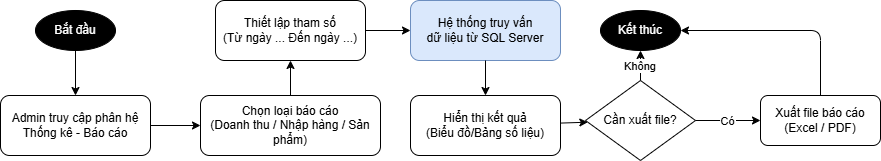 Bắt đầu
Admin truy cập phân hệ
Thống kê - Báo cáo
Chọn loại báo cáo
(Doanh thu / Nhập hàng / Sản
phẩm)
Thiết lập tham số
(Từ ngày ... Đến ngày ...)
Hệ thống truy vấn
dữ liệu từ SQL Server
Hiển thị kết quả
(Biểu đồ/Bảng số liệu)
Cần xuất file?
Không
Kết thúc
Có
Xuất file báo cáo
(Excel / PDF)